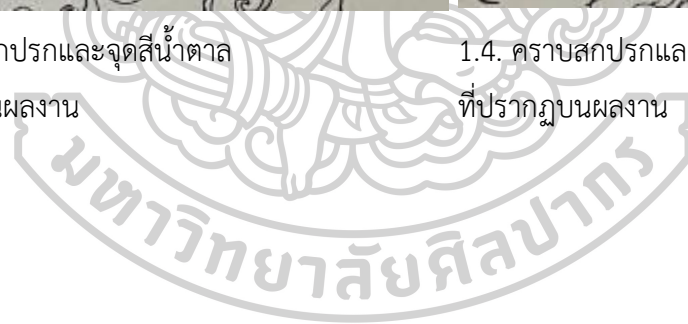 กปรกและจุดสีน้ำตาล
ผลงาน
1.4. คราบสกปรกแล
ที่ปรากฏบนผลงาน
มหาวิทยาลัยศิลปากร